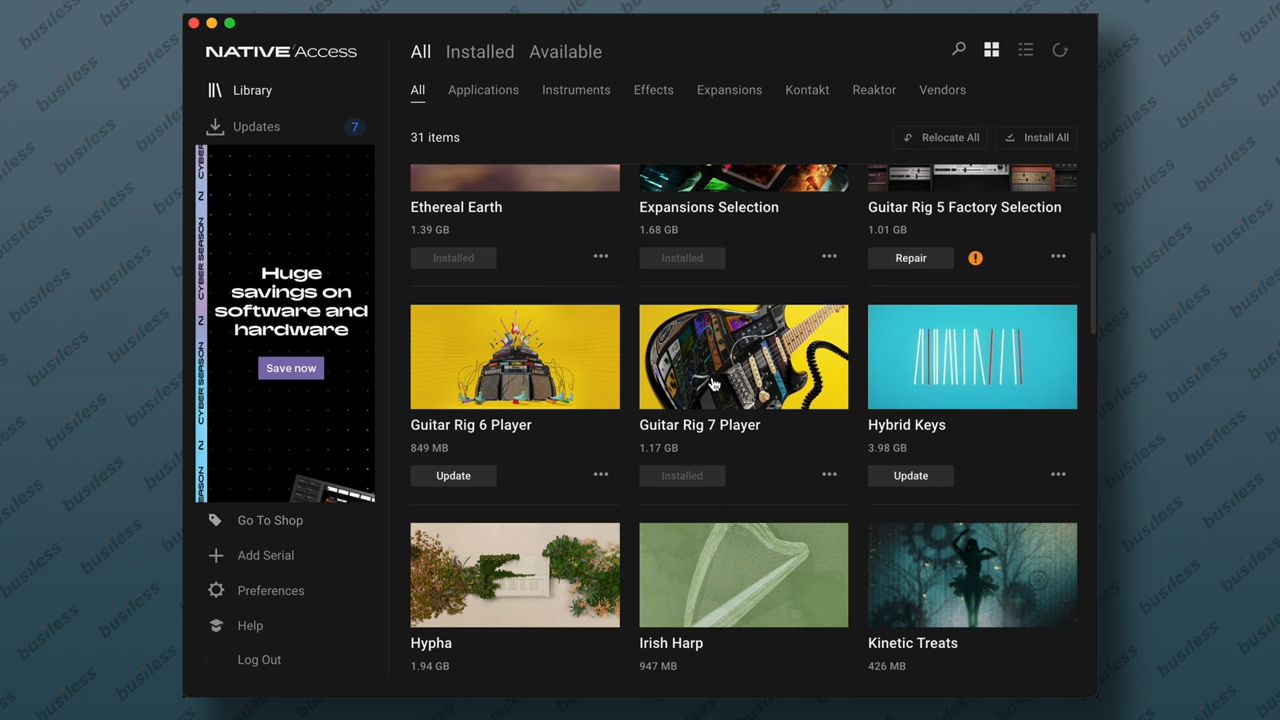 NATIVE ACCESS
Library
Updates
7
CYBER SEASON
Huge
savings on
software and
hardware
Save now
Go To Shop
Add Serial
Preferences
Help
Log Out
All Installed Available
All Applications Instruments Effects Expansions Kontakt Reaktor Vendors
31 items
Relocate All
Install All
Ethereal Earth
1.39 GB
Installed
Expansions Selection
1.68 GB
Installed
Guitar Rig 5 Factory Selection
1.01 GB
Repair
Guitar Rig 6 Player
849 MB
Update
Guitar Rig 7 Player
1.17 GB
Installed
Hybrid Keys
3.98 GB
Update
Hypha
1.94 GB
Irish Harp
947 MB
Kinetic Treats
426 MB
busiless